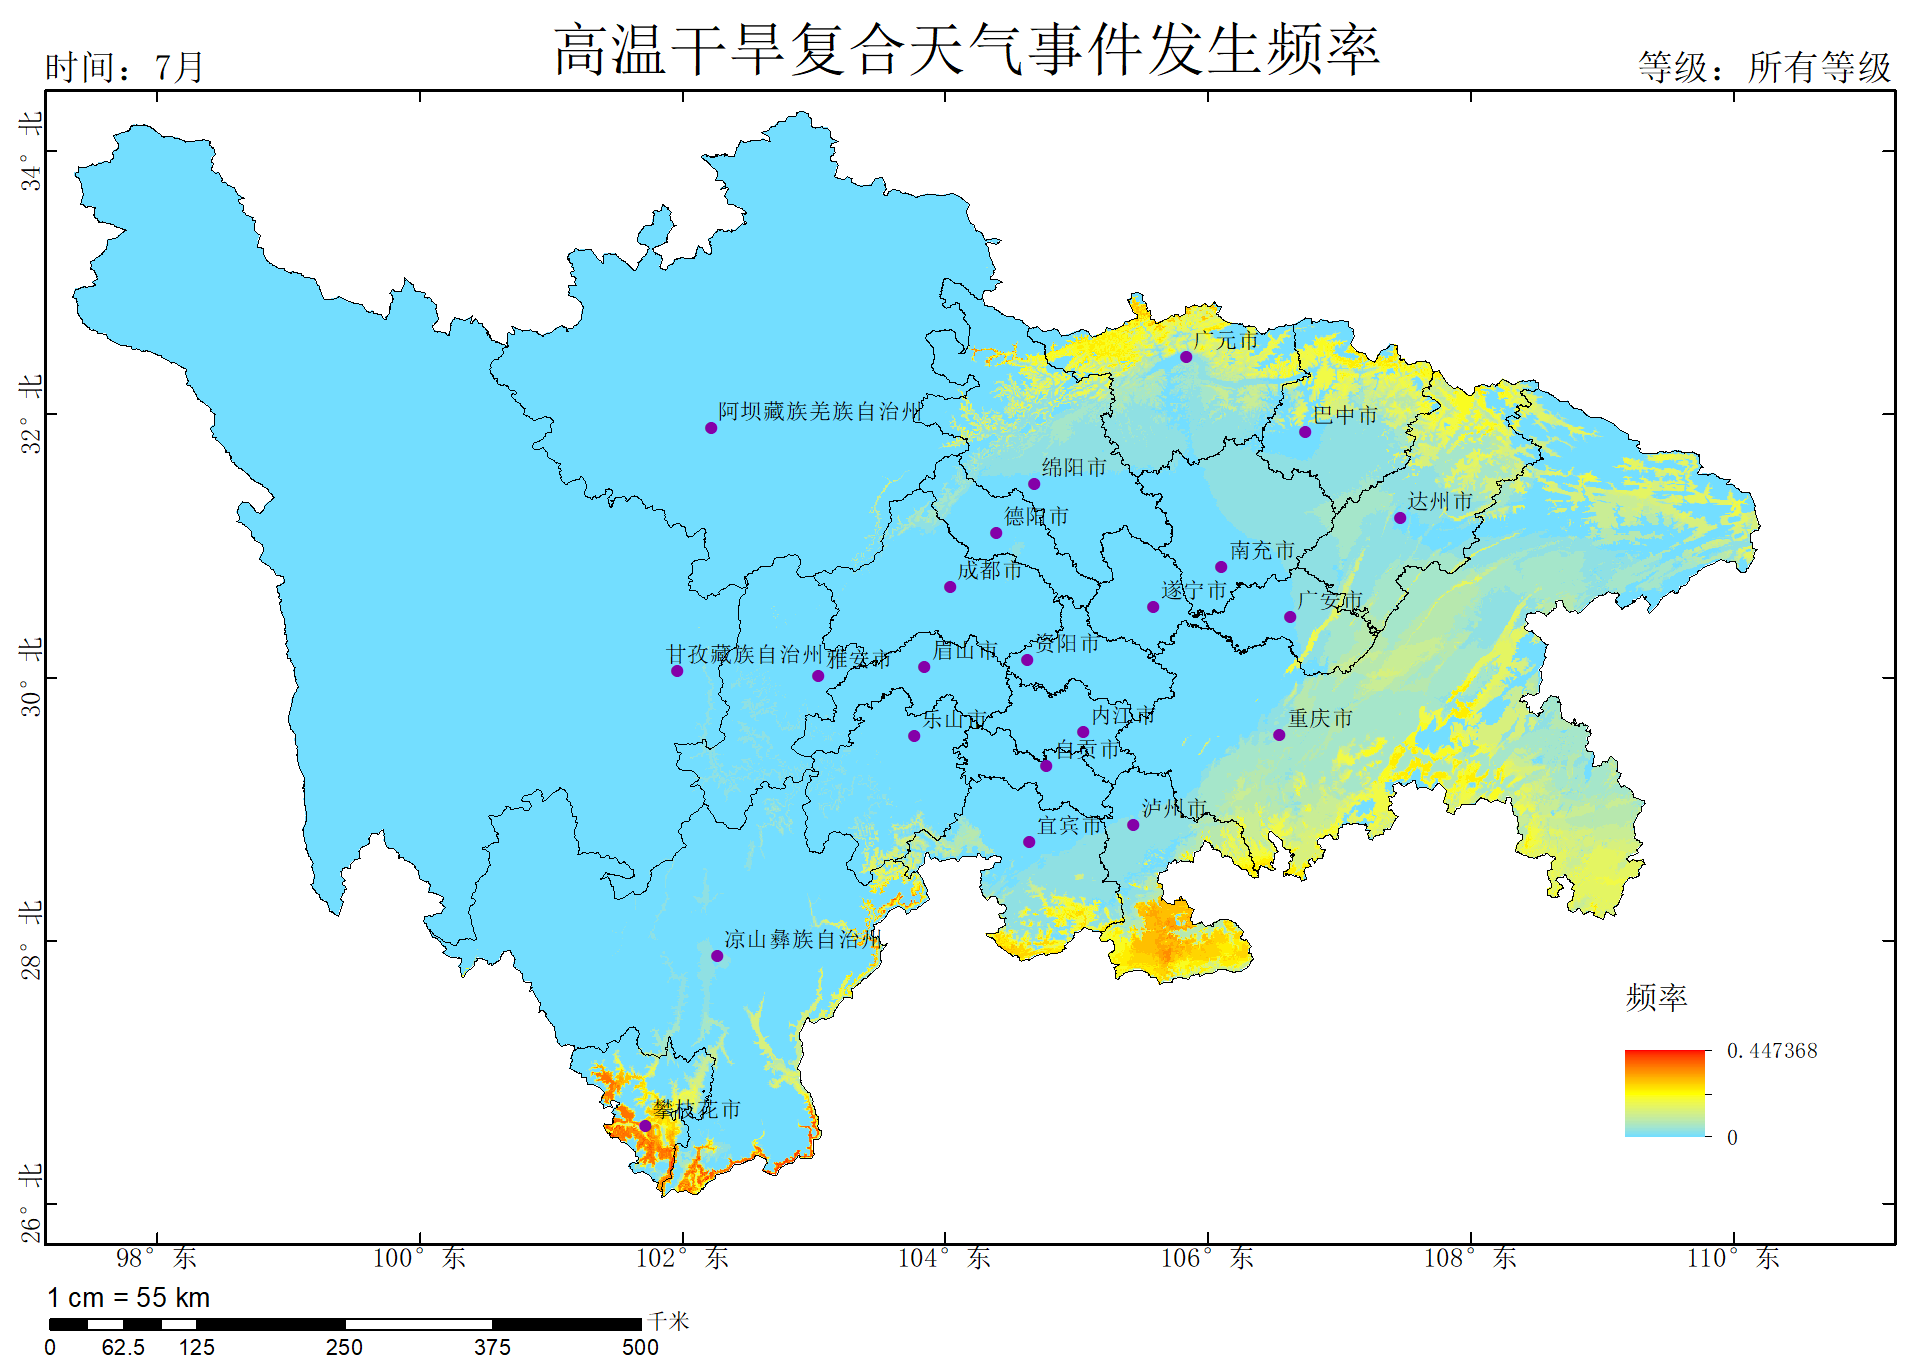 高温干旱复合天气事件发生频率
时间：7月
等级：所有等级
34° 北
32° 北
30° 北
28° 北
26° 北
广元市
阿坝藏族羌族自治州
巴中市
绵阳市
达州市
德阳市
南充市
成都市
遂宁市
广安市
资阳市
眉山市
甘孜藏族自治州
雅安市
内江市
乐山市
重庆市
自贡市
泸州市
宜宾市
凉山彝族自治州
攀枝花市
频率
0.447368
0
98° 东
100° 东
102° 东
104° 东
106° 东
108° 东
110° 东
1 cm = 55 km
千米
0 62.5 125 250 375 500